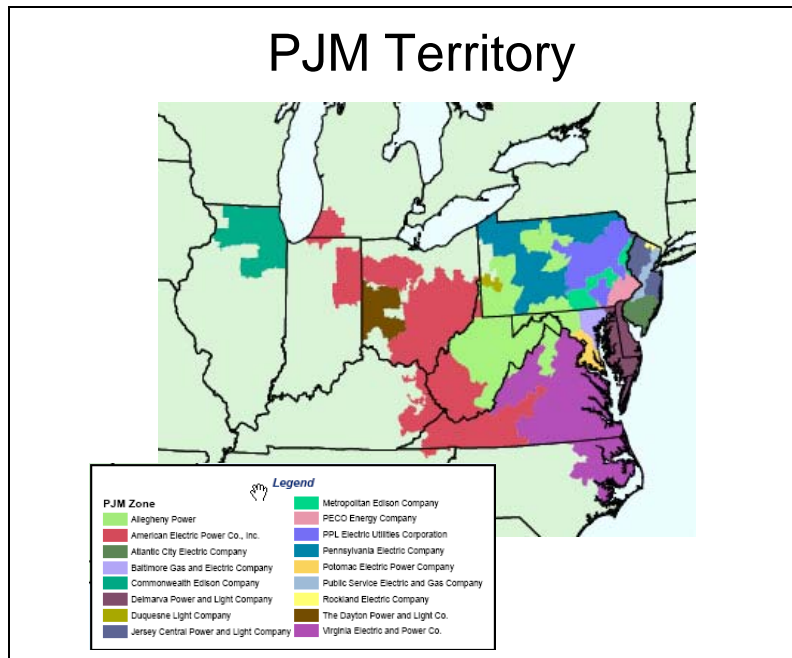 PJM Territory
Legend
PJM Zone
Allegheny Power
American Electric Power Co., Inc.
Atlantic City Electric Company
Baltimore Gas and Electric Company
Commonwealth Edison Company
Delmarva Power and Light Company
Duquesne Light Company
Jersey Central Power and Light Company
Metropolitan Edison Company
PECO Energy Company
PPL Electric Utilities Corporation
Pennsylvania Electric Company
Potomac Electric Power Company
Public Service Electric and Gas Company
Rockland Electric Company
The Dayton Power and Light Co.
Virginia Electric and Power Co.